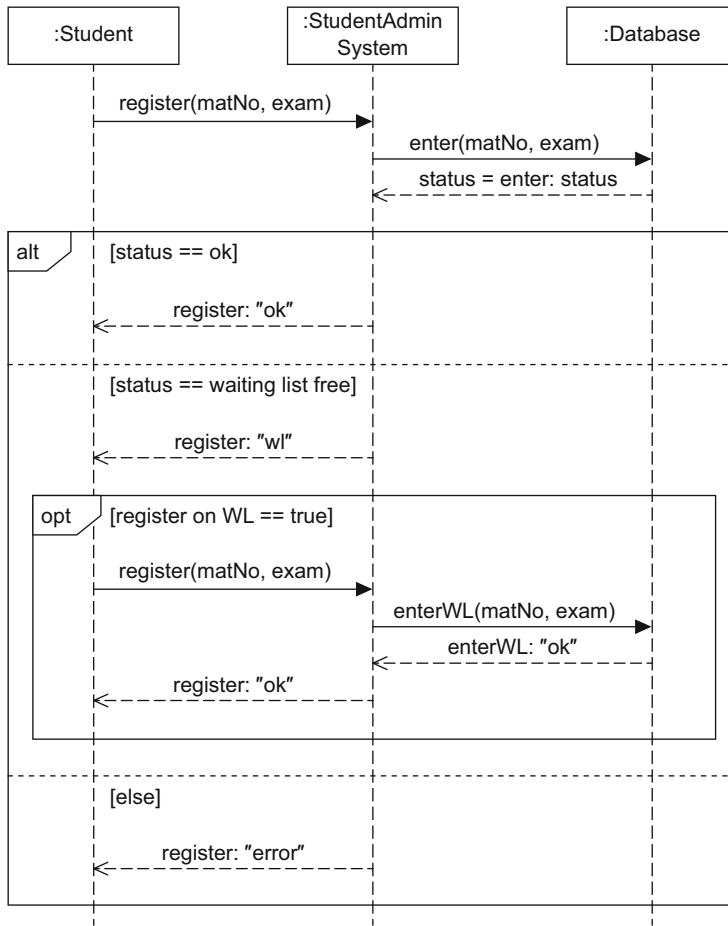 :Student
:StudentAdmin
System
:Database
register(matNo, exam)
enter(matNo, exam)
status = enter: status
alt
[status == ok]
register: "ok"
[status == waiting list free]
register: "wl"
opt
[register on WL == true]
register(matNo, exam)
enterWL(matNo, exam)
enterWL: "ok"
register: "ok"
[else]
register: "error"